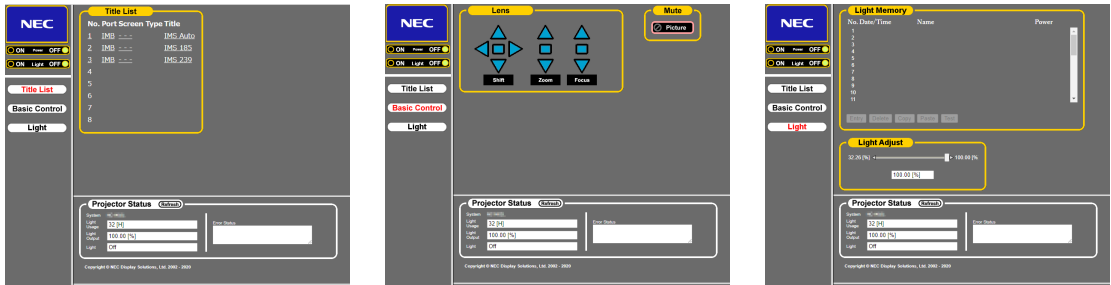 NEC
ON Power OFF
ON Light OFF
Title List
Basic Control
Light
Title List
No. Port Screen Type Title
1 IMB - - - IMS Auto
2 IMB - - - IMS 185
3 IMB - - - IMS 239
4
5
6
7
8
Projector Status (Refresh)
System
Light Usage 32 [H]
Light Output 100.00 [%]
Light Off
Error Status
Copyright © NEC Display Solutions, Ltd. 2002 - 2020
NEC
ON Power OFF
ON Light OFF
Title List
Basic Control
Light
Lens
Shift Zoom Focus
Mute
Picture
Projector Status (Refresh)
System
Light Usage 32 [H]
Light Output 100.00 [%]
Light Off
Error Status
Copyright © NEC Display Solutions, Ltd. 2002 - 2020
NEC
ON Power OFF
ON Light OFF
Title List
Basic Control
Light
Light Memory
No. Date/Time Name Power
1
2
3
4
5
6
7
8
9
10
11
Entry Delete Copy Paste Test
Light Adjust
32.26 [%] 100.00 [%]
100.00 [%]
Projector Status (Refresh)
System
Light Usage 32 [H]
Light Output 100.00 [%]
Light Off
Error Status
Copyright © NEC Display Solutions, Ltd. 2002 - 2020